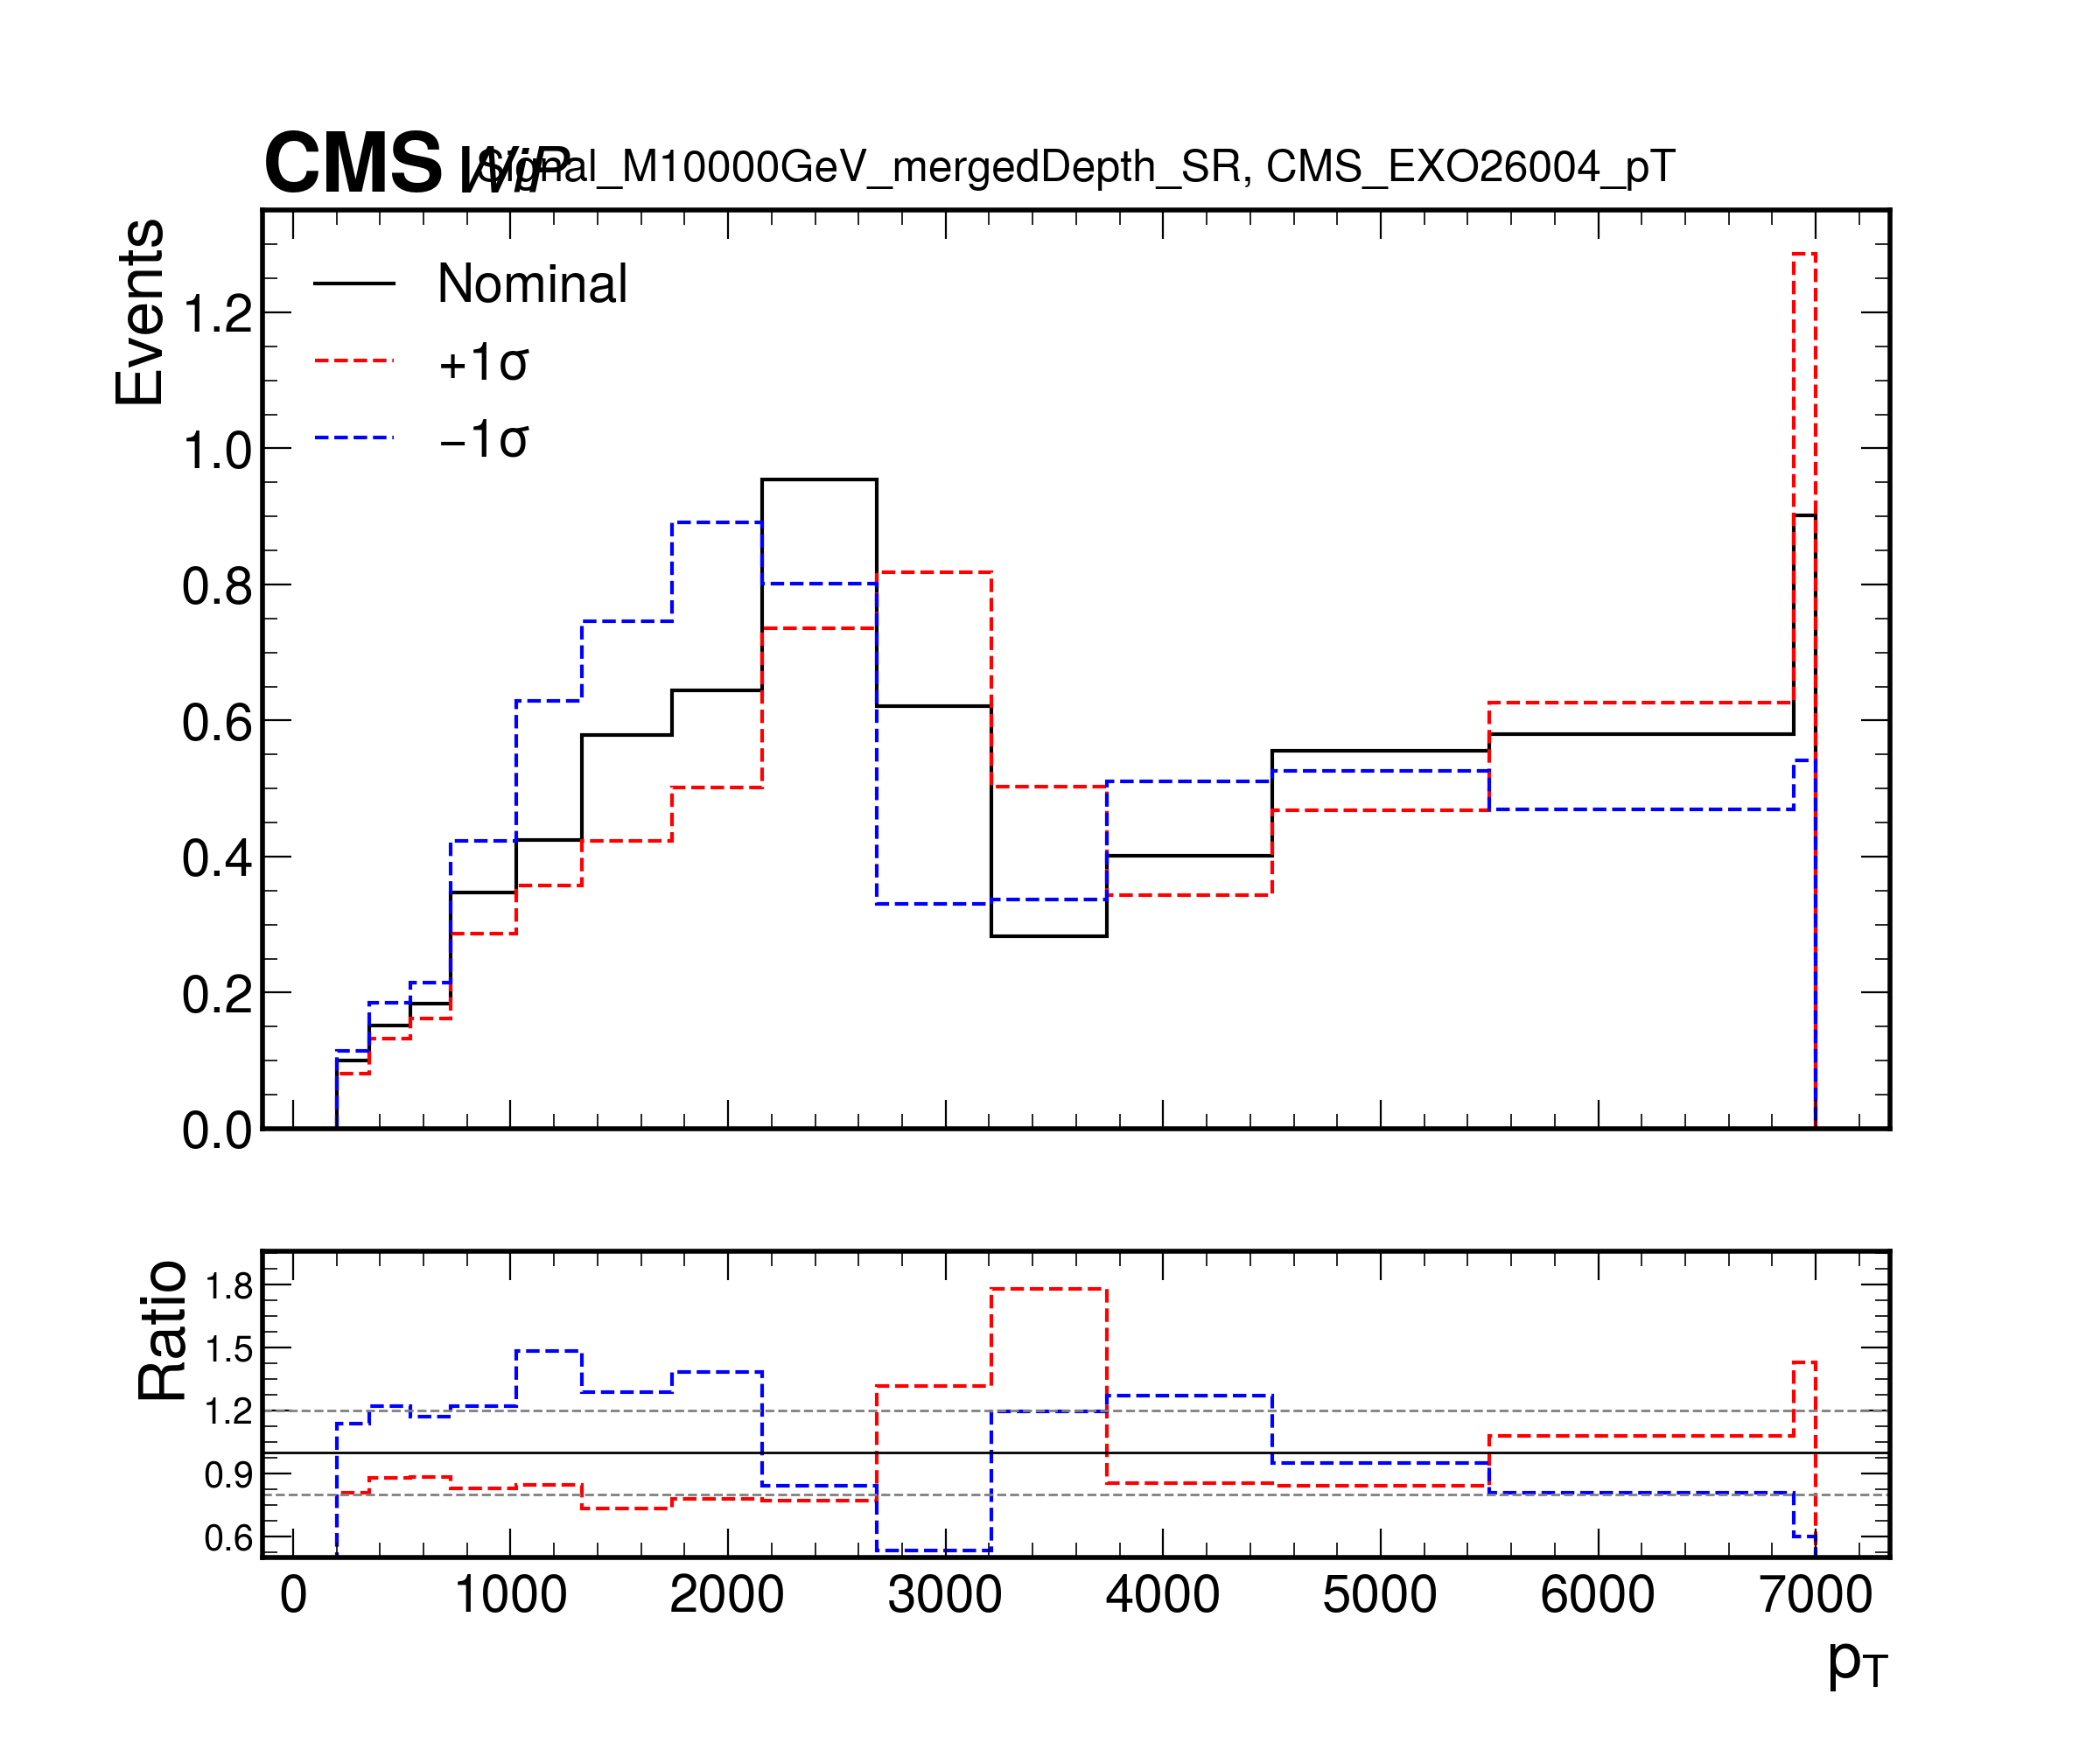 CMS WiP Signal_M10000GeV_mergedDepth_SR, CMS_EXO26004_pT
Events
1.2
1.0
0.8
0.6
0.4
0.2
0.0
Nominal
+1σ
−1σ
Ratio
1.8
1.5
1.2
0.9
0.6
0 1000 2000 3000 4000 5000 6000 7000
pT